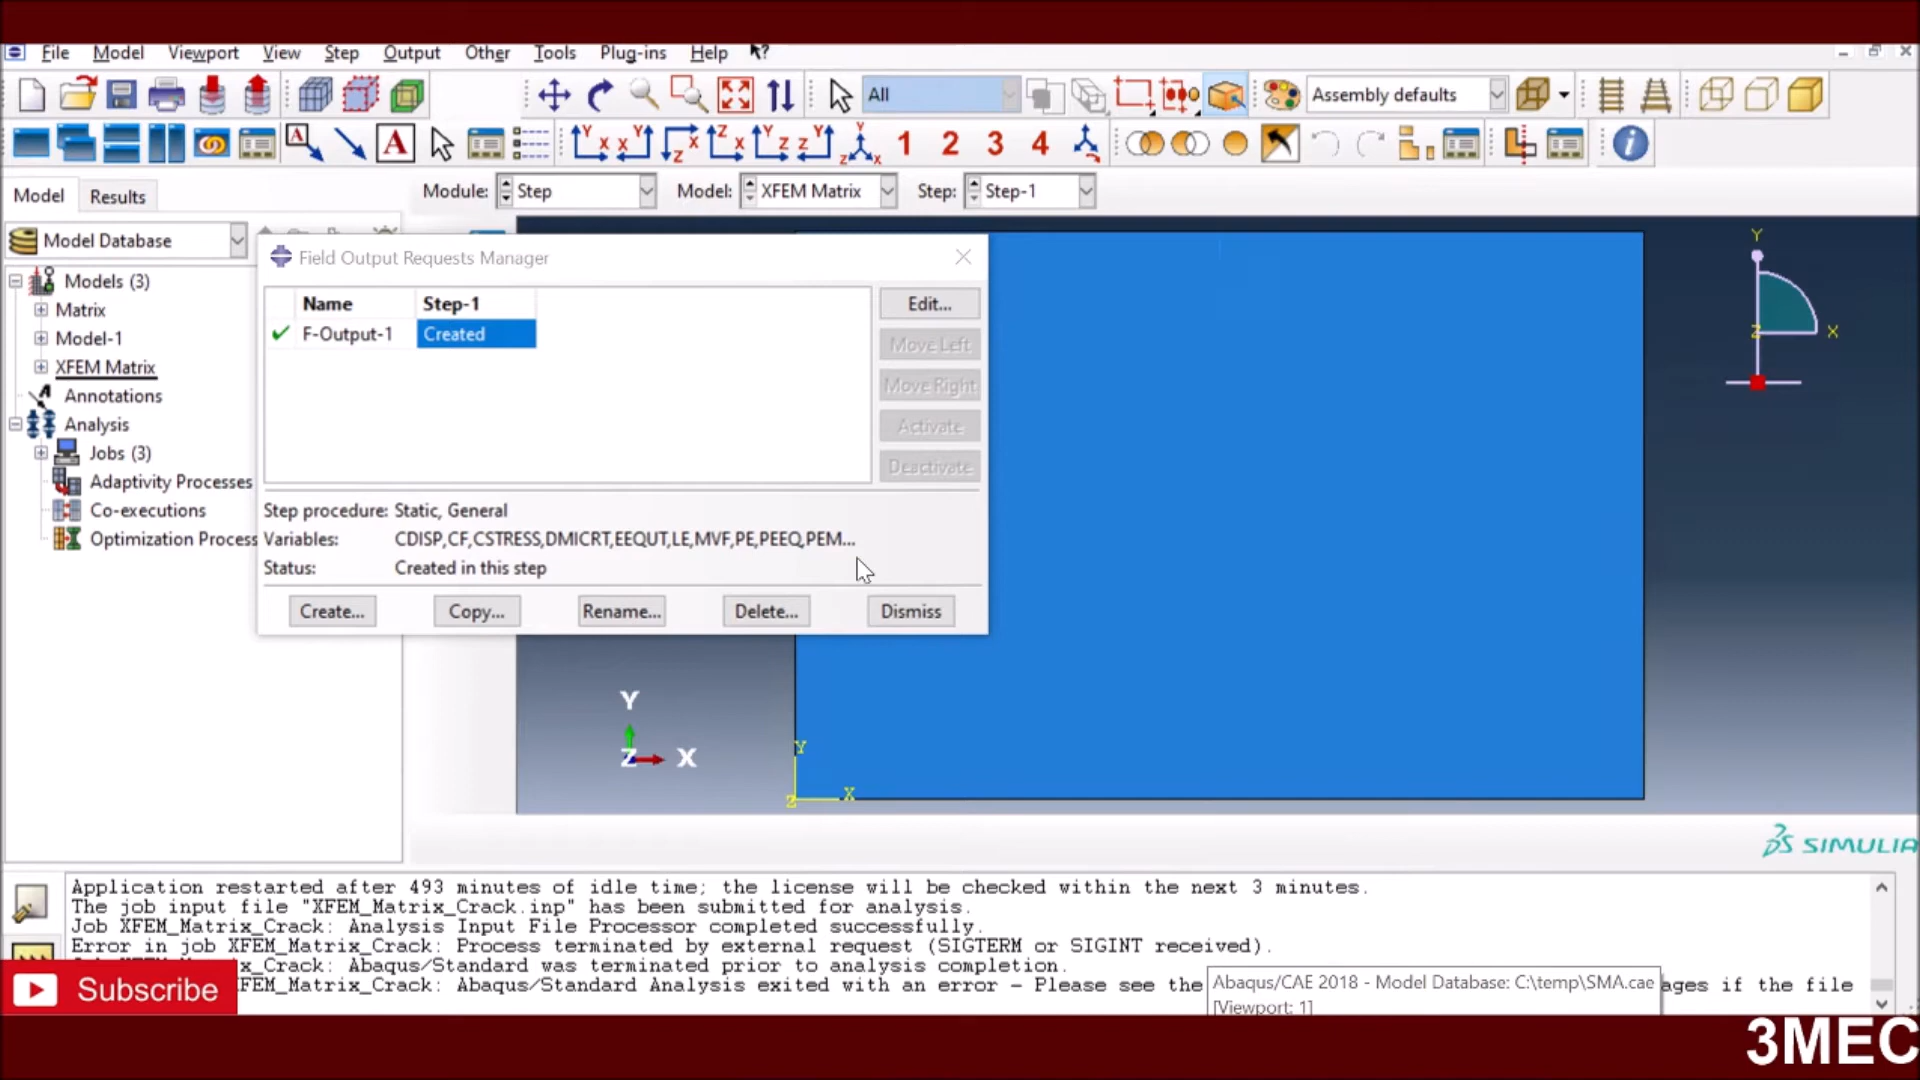 File Model Viewport View Step Output Other Tools Plug-ins Help
All Assembly defaults
A A 1 2 3 4
Model Results Module: Step Model: XFEM Matrix Step: Step-1
Model Database
Models (3)
Matrix
Model-1
XFEM Matrix
Annotations
Analysis
Jobs (3)
Adaptivity Processes
Co-executions
Optimization Process
Field Output Requests Manager
Name Step-1 Edit...
F-Output-1 Created
Move Left
Move Right
Activate
Deactivate
Step procedure: Static, General
Variables: CDISP,CF,CSTRESS,DMICRT,EEQUT,LE,MVF,PE,PEEQ,PEM...
Status: Created in this step
Create... Copy... Rename... Delete... Dismiss
Y
Z X
Y
Z X
Y
Z X
SIMULIA
Application restarted after 493 minutes of idle time; the license will be checked within the next 3 minutes.
The job input file "XFEM_Matrix_Crack.inp" has been submitted for analysis.
Job XFEM_Matrix_Crack: Analysis Input File Processor completed successfully.
Error in job XFEM_Matrix_Crack: Process terminated by external request (SIGTERM or SIGINT received).
x_Crack: Abaqus/Standard was terminated prior to analysis completion.
XFEM_Matrix_Crack: Abaqus/Standard Analysis exited with an error - Please see the ages if the file
Abaqus/CAE 2018 - Model Database: C:\temp\SMA.cae
[Viewport: 1]
Subscribe
3MEC